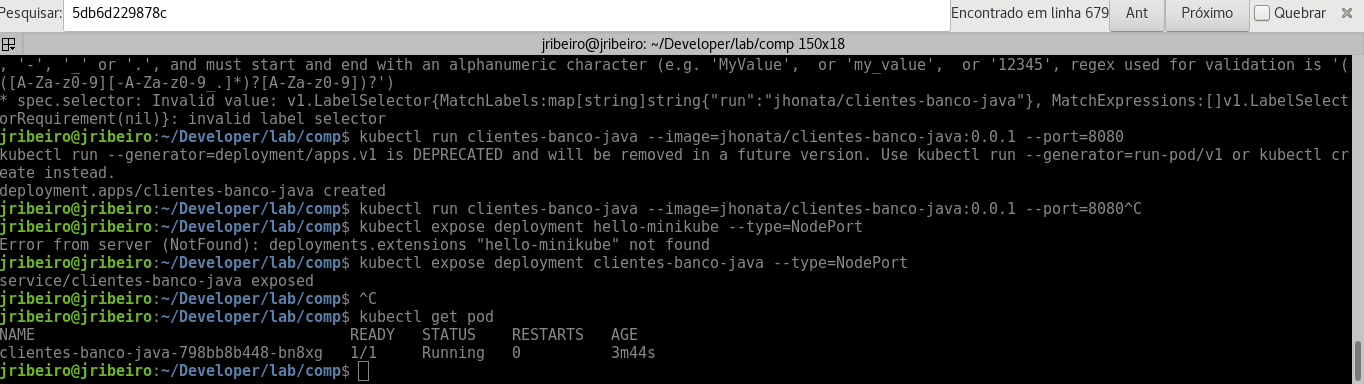 Pesquisar: 5db6d229878c Encontrado em linha 679 Ant Próximo Quebrar
jribeiro@jribeiro: ~/Developer/lab/comp 150x18
, '-', '_' or '.', and must start and end with an alphanumeric character (e.g. 'MyValue',  or 'my_value',  or '12345', regex used for validation is '(
([A-Za-z0-9][-A-Za-z0-9_.]*)?[A-Za-z0-9])?')
* spec.selector: Invalid value: v1.LabelSelector{MatchLabels:map[string]string{"run":"jhonata/clientes-banco-java"}, MatchExpressions:[]v1.LabelSelect
orRequirement(nil)}: invalid label selector
jribeiro@jribeiro:~/Developer/lab/comp$ kubectl run clientes-banco-java --image=jhonata/clientes-banco-java:0.0.1 --port=8080
kubectl run --generator=deployment/apps.v1 is DEPRECATED and will be removed in a future version. Use kubectl run --generator=run-pod/v1 or kubectl cr
eate instead.
deployment.apps/clientes-banco-java created
jribeiro@jribeiro:~/Developer/lab/comp$ kubectl run clientes-banco-java --image=jhonata/clientes-banco-java:0.0.1 --port=8080^C
jribeiro@jribeiro:~/Developer/lab/comp$ kubectl expose deployment hello-minikube --type=NodePort
Error from server (NotFound): deployments.extensions "hello-minikube" not found
jribeiro@jribeiro:~/Developer/lab/comp$ kubectl expose deployment clientes-banco-java --type=NodePort
service/clientes-banco-java exposed
jribeiro@jribeiro:~/Developer/lab/comp$ ^C
jribeiro@jribeiro:~/Developer/lab/comp$ kubectl get pod
NAME READY STATUS RESTARTS AGE
clientes-banco-java-798bb8b448-bn8xg 1/1 Running 0 3m44s
jribeiro@jribeiro:~/Developer/lab/comp$